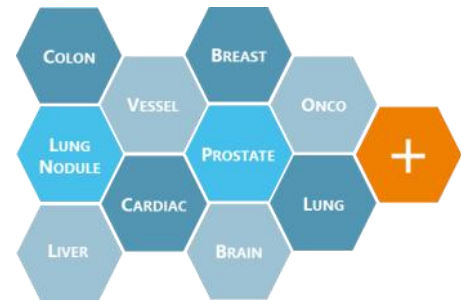 COLON
BREAST
VESSEL
ONCO
LUNG
NODULE
PROSTATE
+
CARDIAC
LUNG
LIVER
BRAIN